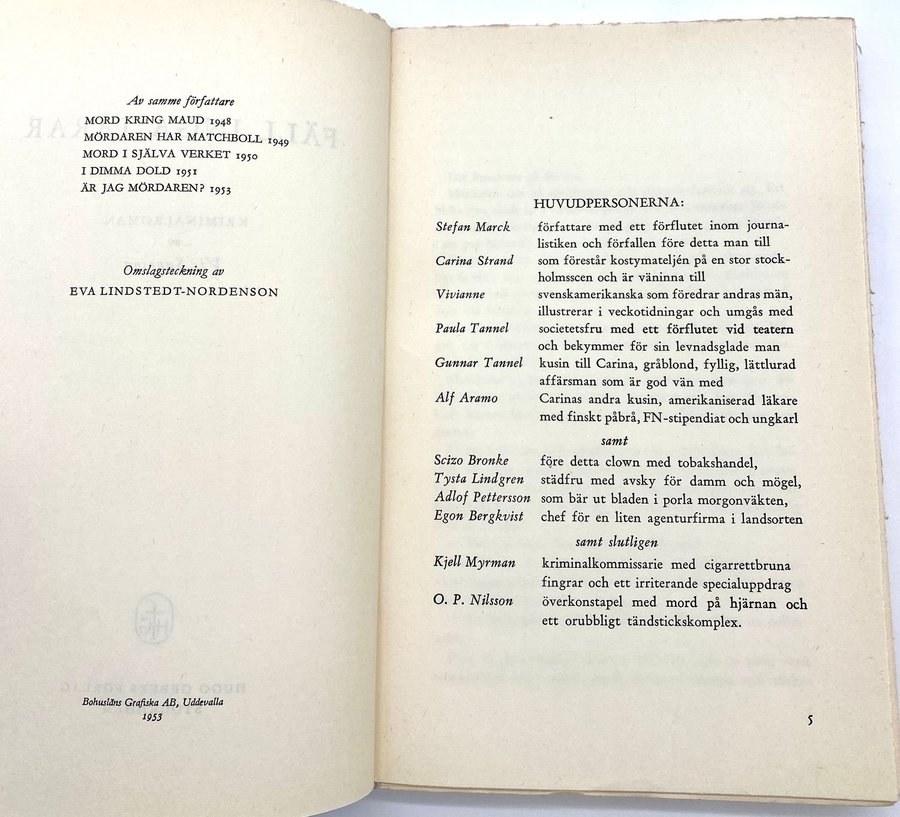 Av samme författare
MORD KRING MAUD 1948
MÖRDAREN HAR MATCHBOLL 1949
MORD I SJÄLVA VERKET 1950
I DIMMA DOLD 1951
ÄR JAG MÖRDAREN? 1953
Omslagsteckning av
EVA LINDSTEDT-NORDENSON
Bohusläns Grafiska AB, Uddevalla
1953
HUVUDPERSONERNA:
Stefan Marck författare med ett förflutet inom journa-
listiken och förfallen före detta man till
Carina Strand som förestår kostymateljén på en stor stock-
holmsscen och är väninna till
Vivianne svenskamerikanska som föredrar andras män,
illustrerar i veckotidningar och umgås med
Paula Tannel societetsfru med ett förflutet vid teatern
och bekymmer för sin levnadsglade man
Gunnar Tannel kusin till Carina, gråblond, fyllig, lättlurad
affärsman som är god vän med
Alf Aramo Carinas andra kusin, amerikaniserad läkare
med finskt påbrå, FN-stipendiat och ungkarl
samt
Scizo Bronke före detta clown med tobakshandel,
Tysta Lindgren städfru med avsky för damm och mögel,
Adlof Pettersson som bär ut bladen i porla morgonväkten,
Egon Bergkvist chef för en liten agenturfirma i landsorten
samt slutligen
Kjell Myrman kriminalkommissarie med cigarrettbruna
fingrar och ett irriterande specialuppdrag
O. P. Nilsson överkonstapel med mord på hjärnan och
ett orubbligt tändstickskomplex.
5